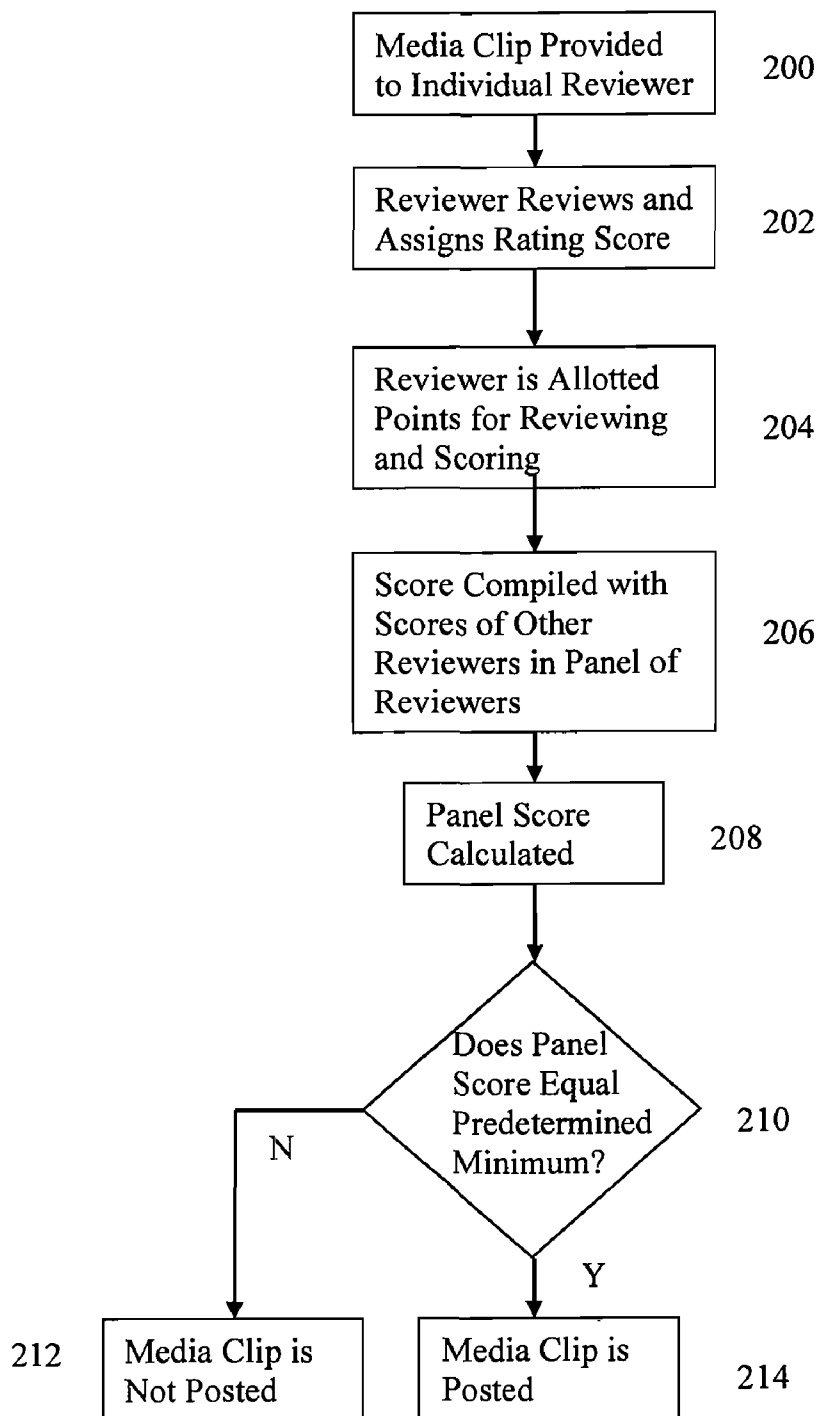 Media Clip Provided
to Individual Reviewer
200
Reviewer Reviews and
Assigns Rating Score
202
Reviewer is Allotted
Points for Reviewing
and Scoring
204
Score Compiled with
Scores of Other
Reviewers in Panel of
Reviewers
206
Panel Score
Calculated
208
Does Panel
Score Equal
Predetermined
Minimum?
210
N
Y
212
Media Clip is
Not Posted
Media Clip is
Posted
214